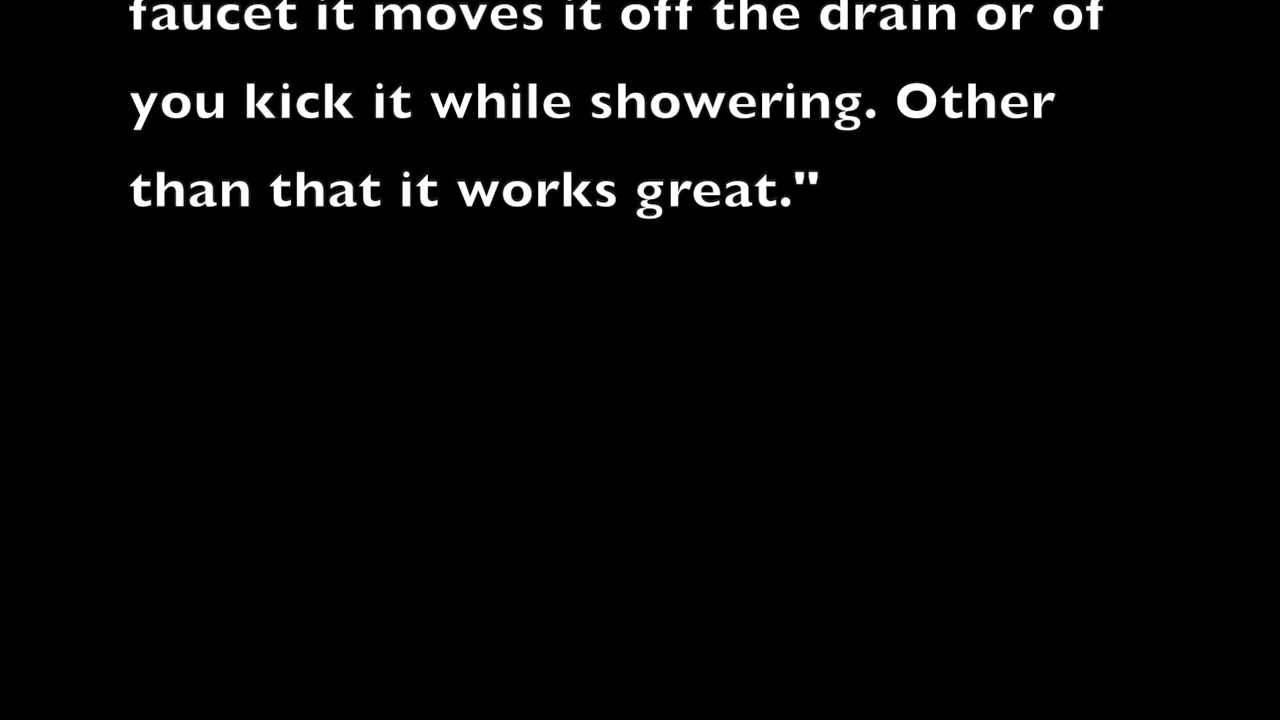 faucet it moves it off the drain or of
you kick it while showering. Other
than that it works great."